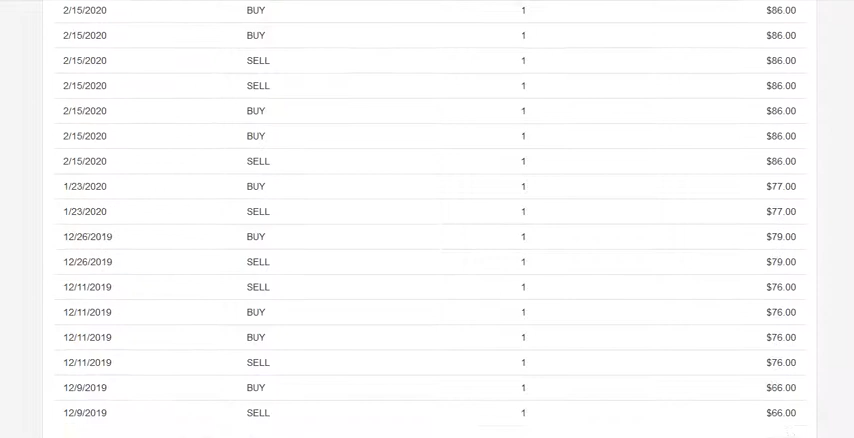 2/15/2020 BUY 1 $86.00
2/15/2020 BUY 1 $86.00
2/15/2020 SELL 1 $86.00
2/15/2020 SELL 1 $86.00
2/15/2020 BUY 1 $86.00
2/15/2020 BUY 1 $86.00
2/15/2020 SELL 1 $86.00
1/23/2020 BUY 1 $77.00
1/23/2020 SELL 1 $77.00
12/26/2019 BUY 1 $79.00
12/26/2019 SELL 1 $79.00
12/11/2019 SELL 1 $76.00
12/11/2019 BUY 1 $76.00
12/11/2019 BUY 1 $76.00
12/11/2019 SELL 1 $76.00
12/9/2019 BUY 1 $66.00
12/9/2019 SELL 1 $66.00